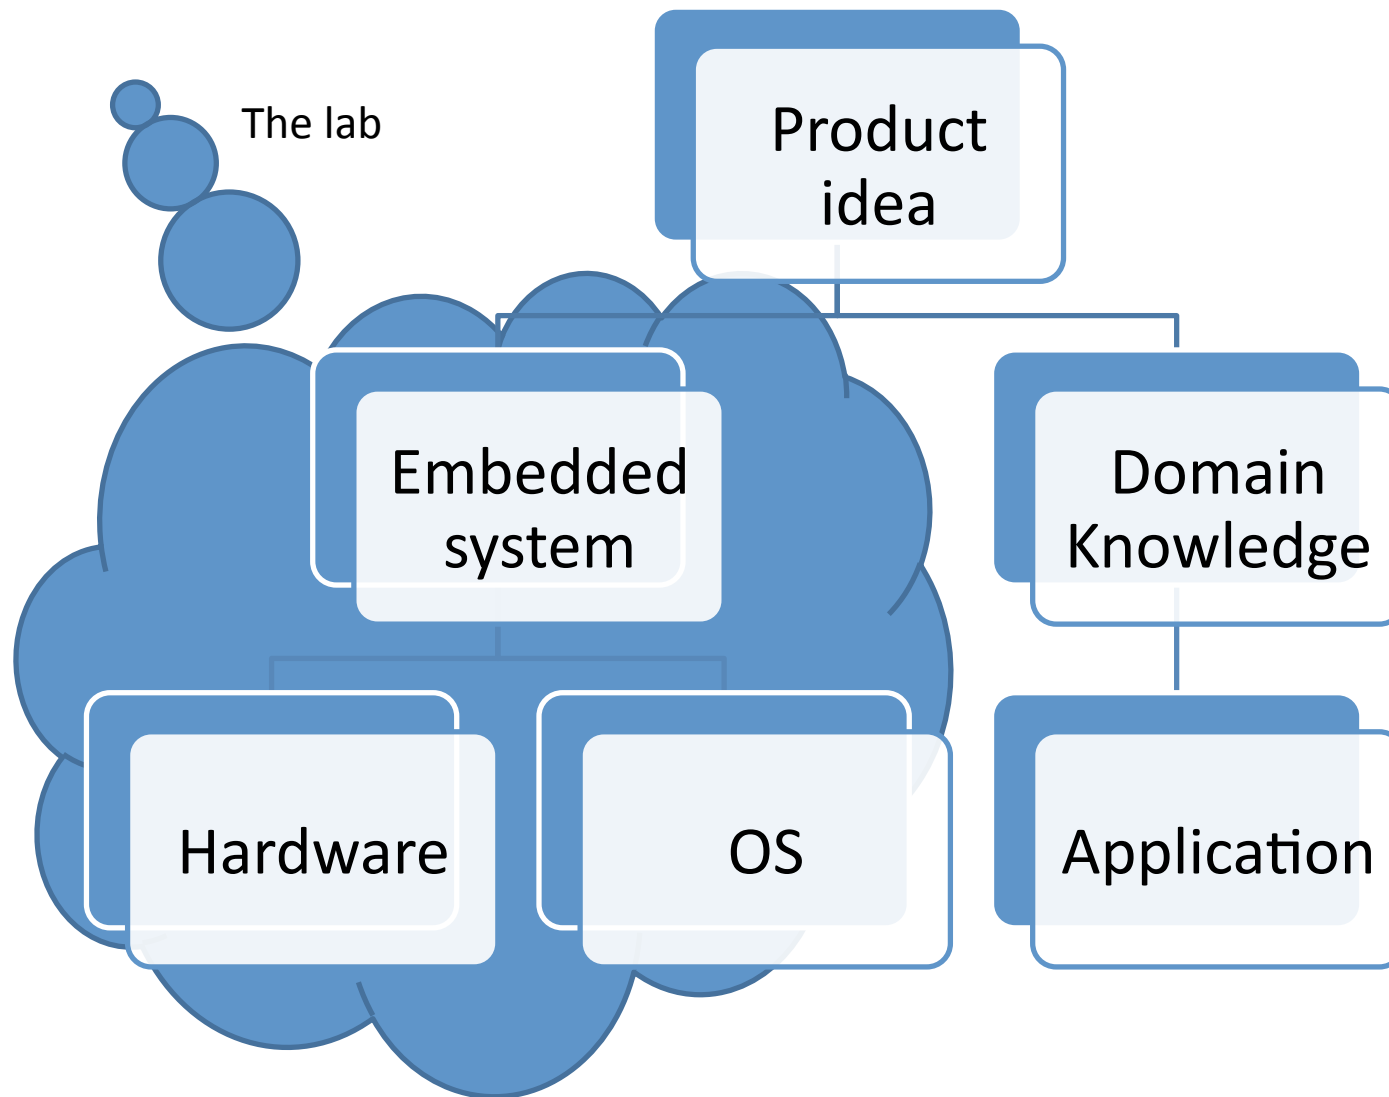 The lab
Product
idea
Embedded
system
Domain
Knowledge
Hardware
OS
Application